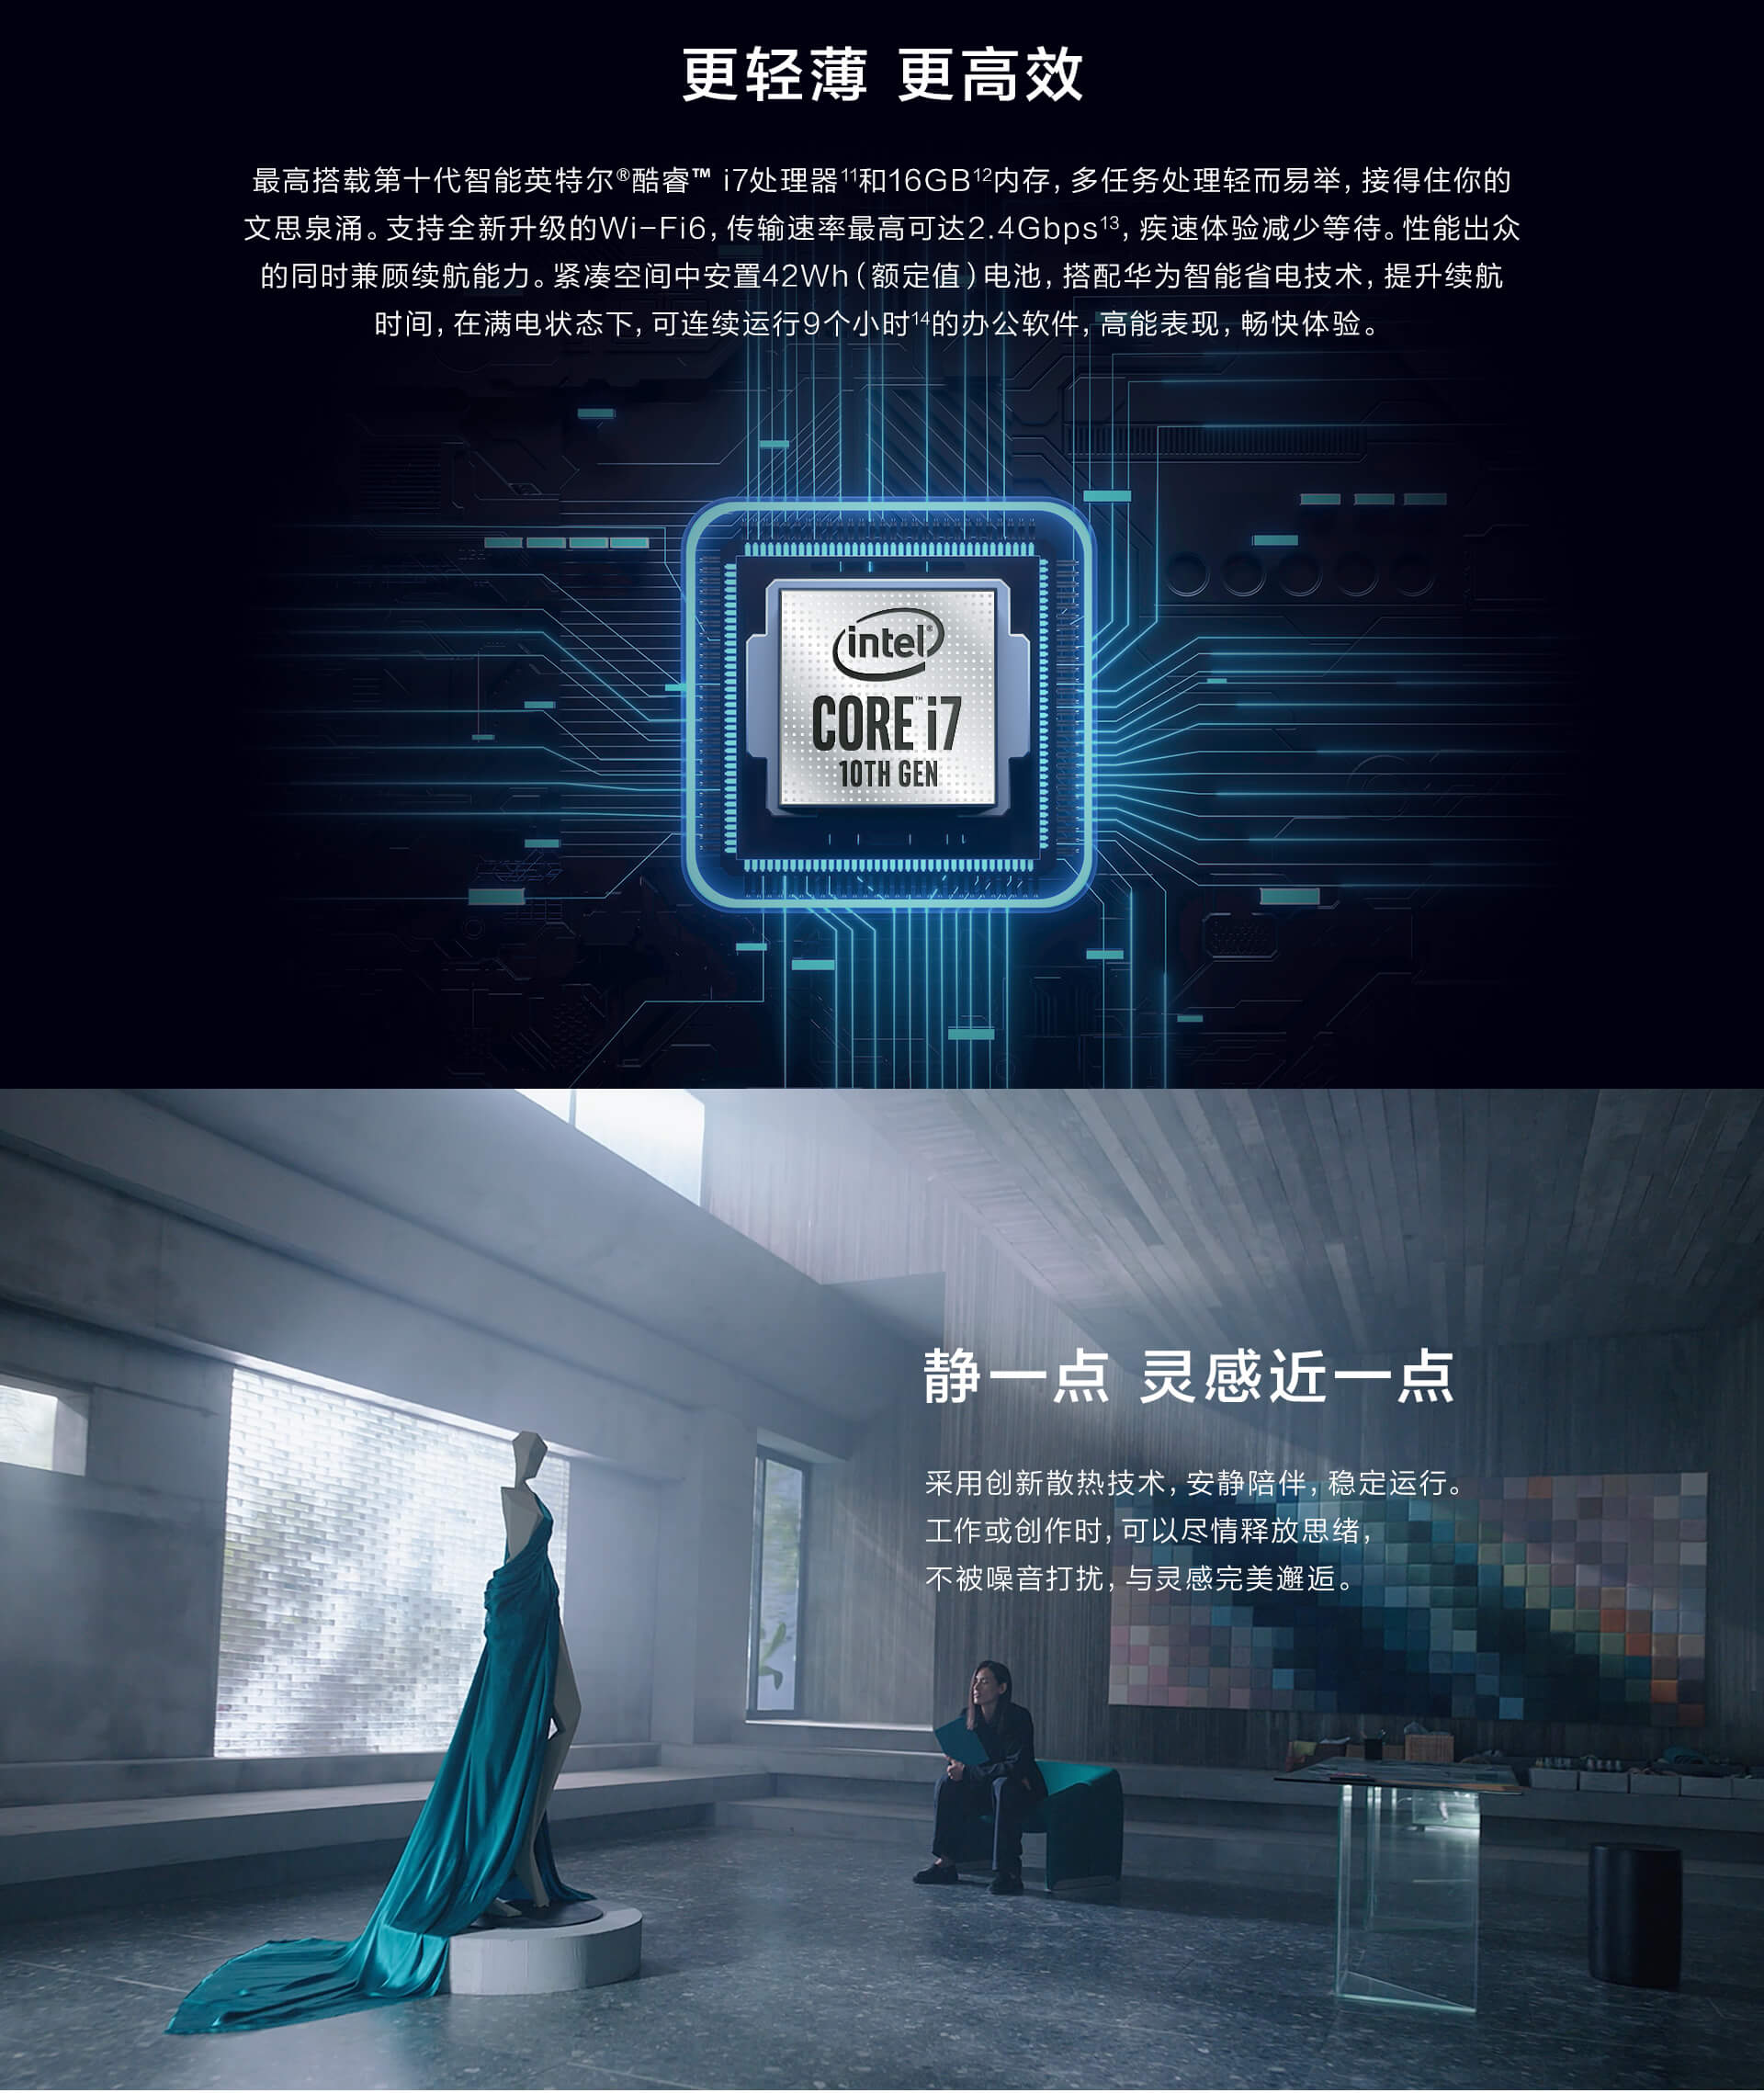 更轻薄 更高效
最高搭载第十代智能英特尔®酷睿™ i7处理器¹¹和16GB¹²内存，多任务处理轻而易举，接得住你的
文思泉涌。支持全新升级的Wi-Fi6，传输速率最高可达2.4Gbps¹³，疾速体验减少等待。性能出众
的同时兼顾续航能力。紧凑空间中安置42Wh（额定值）电池，搭配华为智能省电技术，提升续航
时间，在满电状态下，可连续运行9个小时¹⁴的办公软件，高能表现，畅快体验。
intel®
CORE™ i7
10TH GEN
静一点 灵感近一点
采用创新散热技术，安静陪伴，稳定运行。
工作或创作时，可以尽情释放思绪，
不被噪音打扰，与灵感完美邂逅。